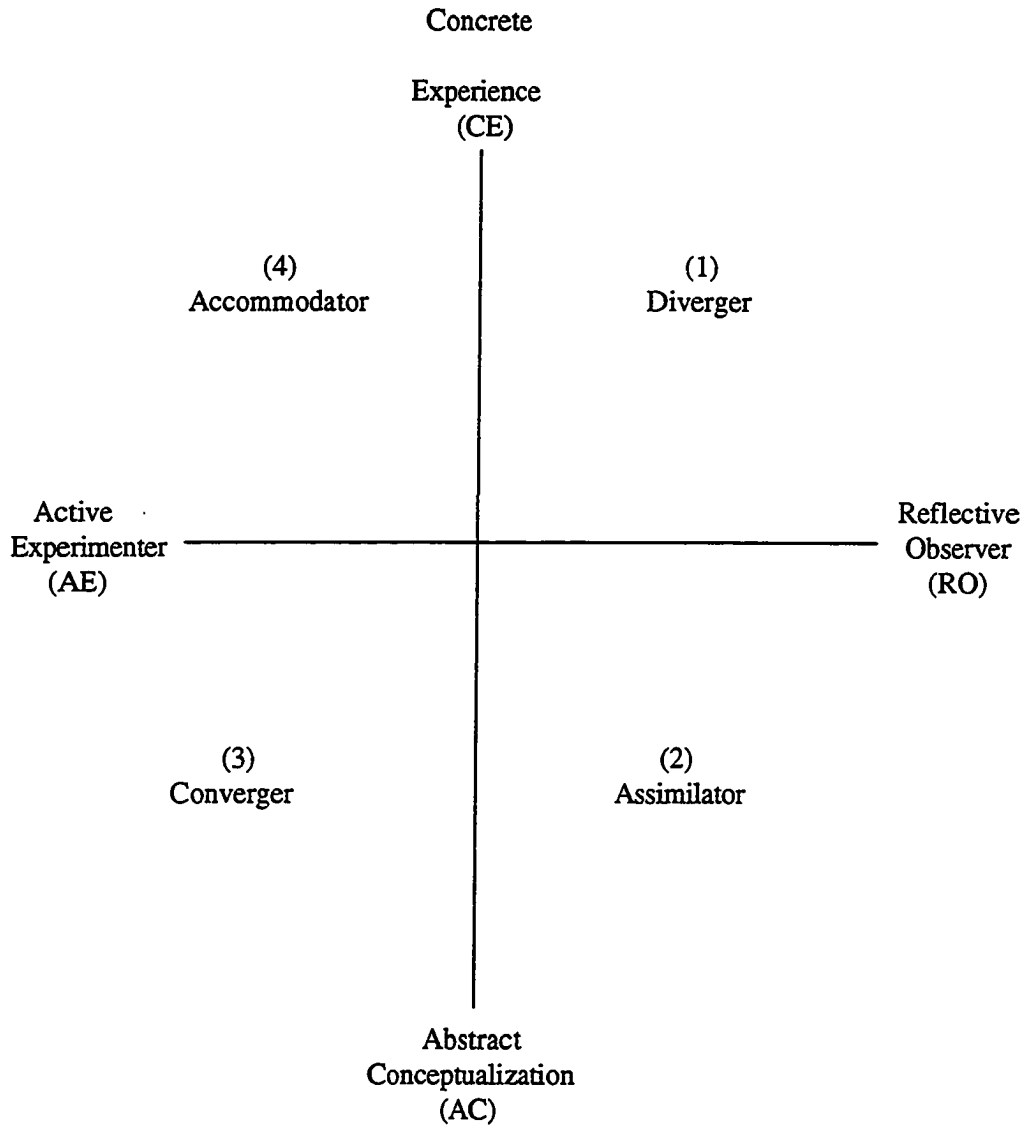 Concrete
Experience
(CE)
(4)
Accommodator
(1)
Diverger
Active
Experimenter
(AE)
Reflective
Observer
(RO)
(3)
Converger
(2)
Assimilator
Abstract
Conceptualization
(AC)